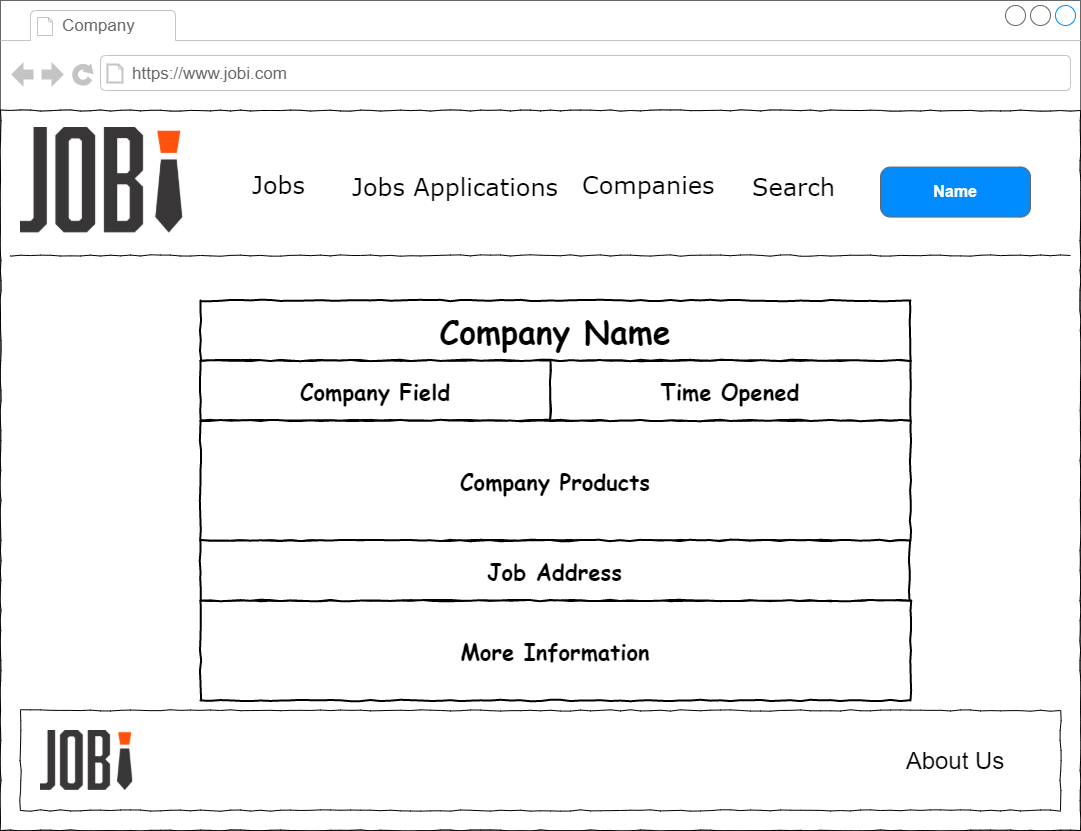 Company
https://www.jobi.com
JOBi
Jobs Jobs Applications Companies Search Name
Company Name
Company Field Time Opened
Company Products
Job Address
More Information
JOBi About Us